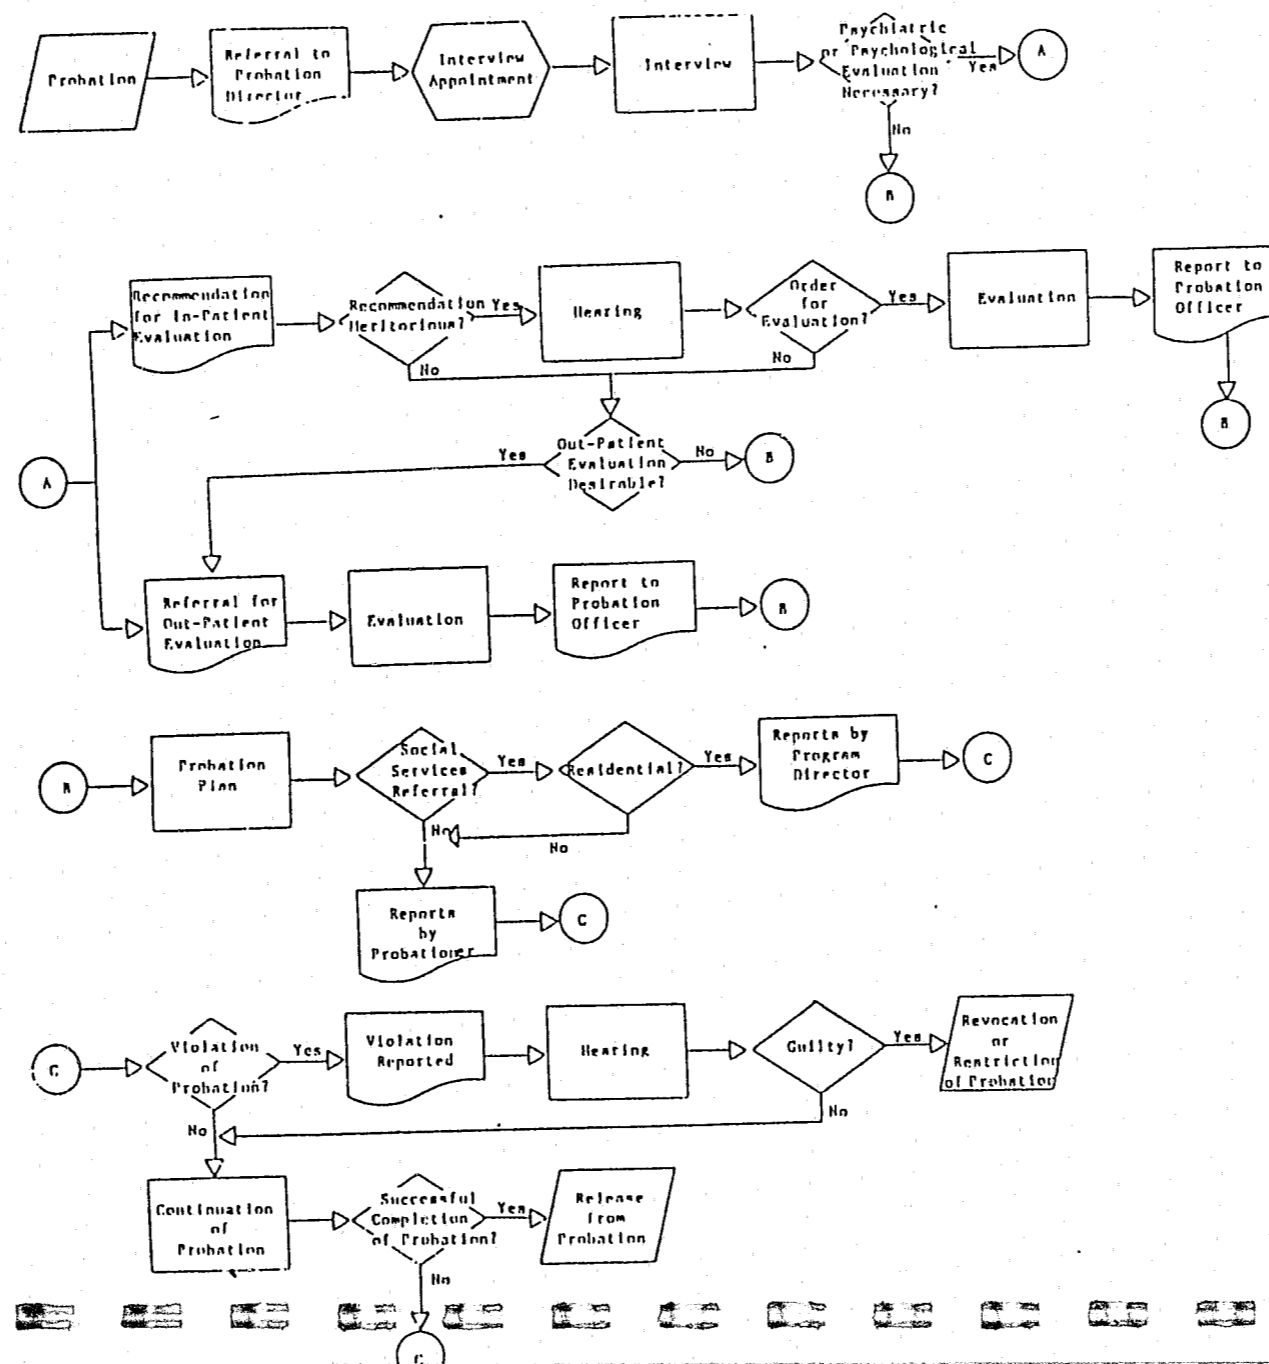 Probation
Referral to
Probation
Director
Interview
Appointment
Interview
Psychiatric
or Psychological
Evaluation
Necessary?
Yes
A
No
B
Recommendation
for In-Patient
Evaluation
Recommendation
Meritorious?
Yes
No
Hearing
Order
for
Evaluation?
Yes
No
Evaluation
Report to
Probation
Officer
B
Out-Patient
Evaluation
Desirable?
Yes
No
B
A
Referral for
Out-Patient
Evaluation
Evaluation
Report to
Probation
Officer
B
B
Probation
Plan
Social
Services
Referral?
Yes
No
Residential?
Yes
No
Reports by
Program
Director
C
Reports
by
Probationer
C
C
Violation
of
Probation?
Yes
No
Violation
Reported
Hearing
Guilty?
Yes
No
Revocation
or
Restriction
of Probation
Continuation
of
Probation
Successful
Completion
of Probation?
Yes
No
Release
from
Probation
C